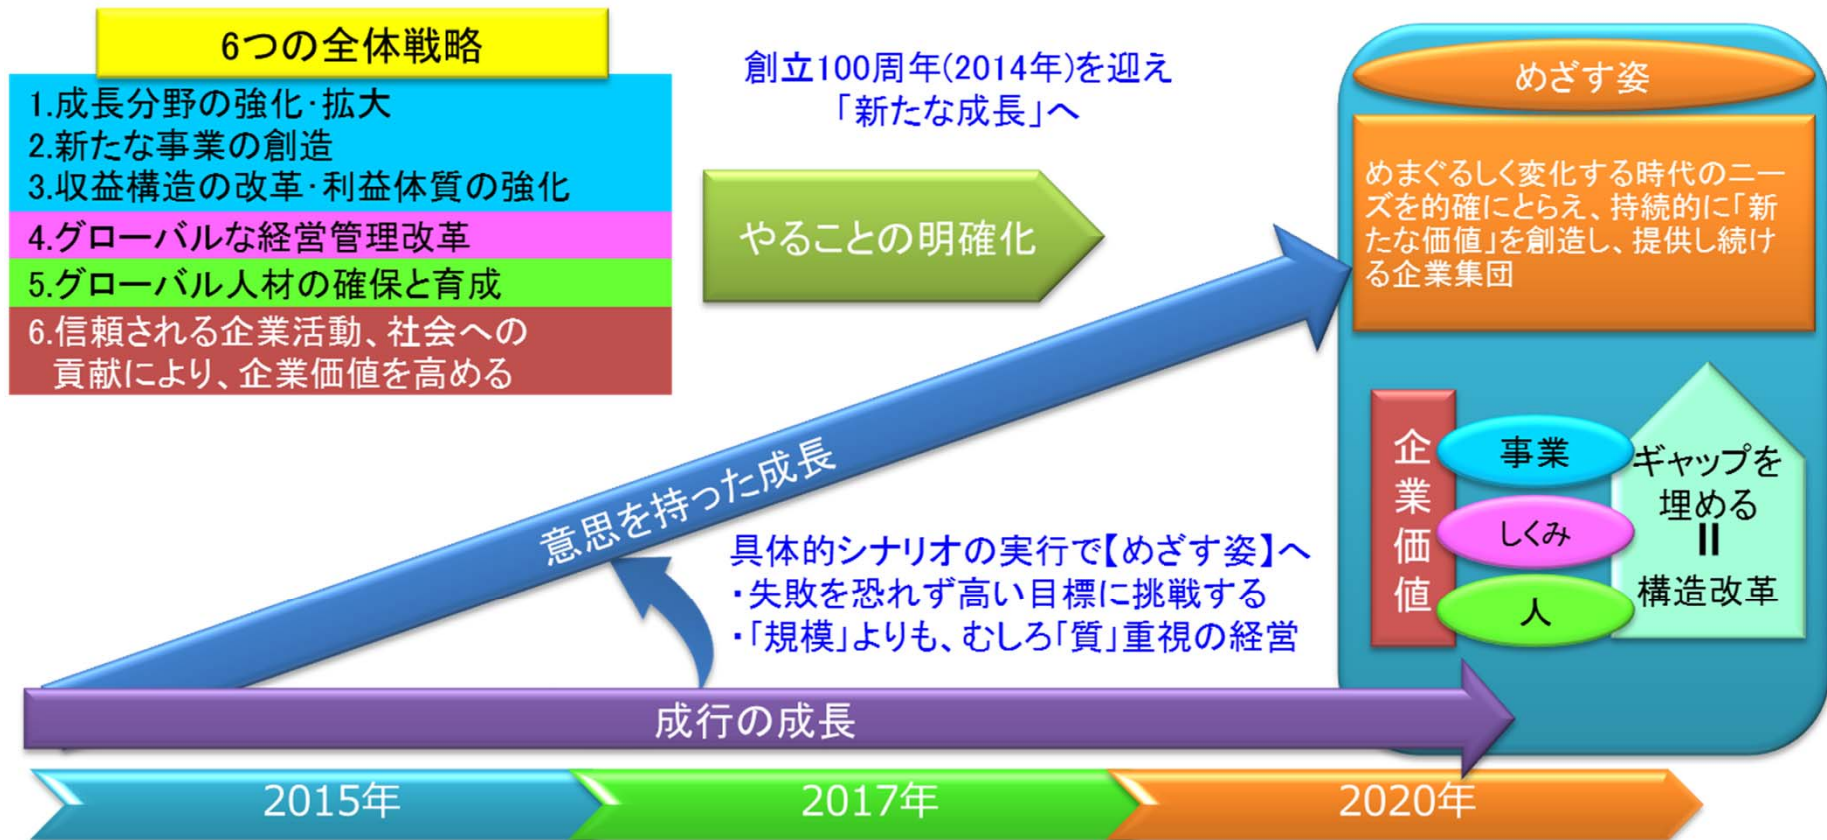 6つの全体戦略
1.成長分野の強化・拡大
2.新たな事業の創造
3.収益構造の改革・利益体質の強化
4.グローバルな経営管理改革
5.グローバル人材の確保と育成
6.信頼される企業活動、社会への
貢献により、企業価値を高める
創立100周年(2014年)を迎え
「新たな成長」へ
やることの明確化
めざす姿
めまぐるしく変化する時代のニー
ズを的確にとらえ、持続的に「新
たな価値」を創造し、提供し続け
る企業集団
企業価値
事業
しくみ
人
ギャップを
埋める
=
構造改革
意思を持った成長
具体的シナリオの実行で【めざす姿】へ
・失敗を恐れず高い目標に挑戦する
・「規模」よりも、むしろ「質」重視の経営
成行の成長
2015年
2017年
2020年